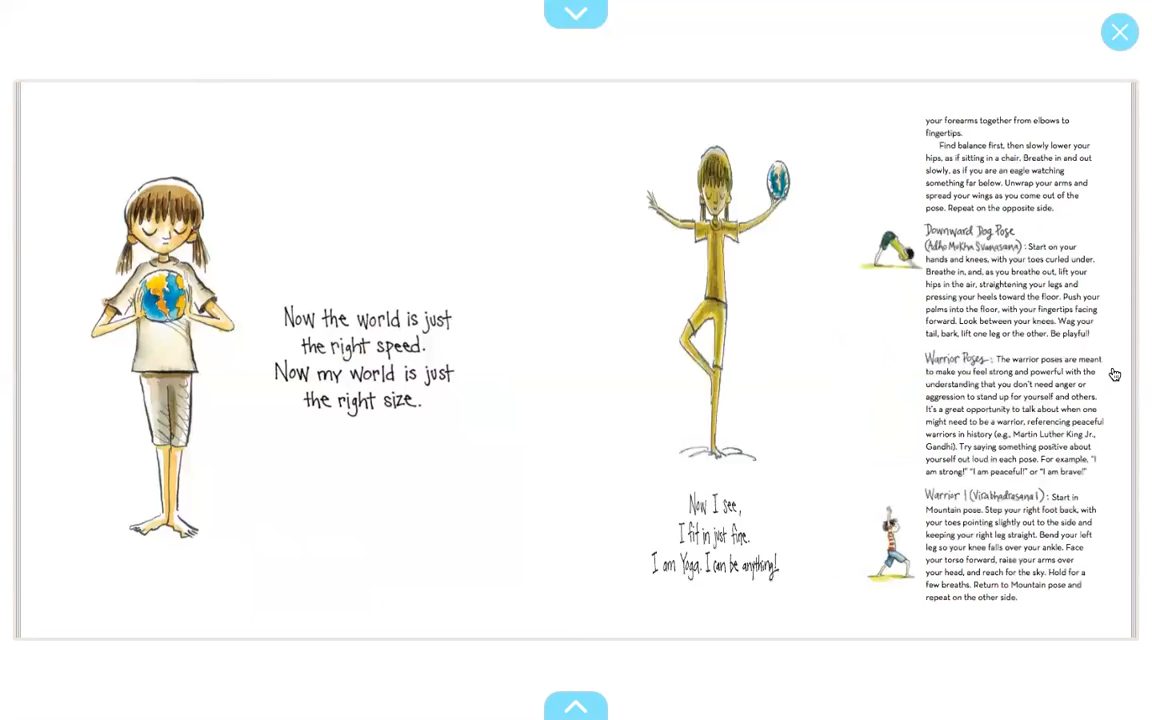 Now the world is just
the right speed.
Now my world is just
the right size.
Now I see,
I fit in just fine.
I am Yoga. I can be anything!
your forearms together from elbows to
fingertips.
Find balance first, then slowly lower your
hips, as if sitting in a chair. Breathe in and out
slowly, as if you are an eagle watching
something far below. Unwrap your arms and
spread your wings as you come out of the
pose. Repeat on the opposite side.
Downward Dog Pose
(Adho Mukha Svanasana): Start on your
hands and knees, with your toes curled under.
Breathe in, and, as you breathe out, lift your
hips in the air, straightening your legs and
pressing your heels toward the floor. Push your
palms into the floor, with your fingertips facing
forward. Look between your knees. Wag your
tail, bark, lift one leg or the other. Be playful!
Warrior Poses: The warrior poses are meant
to make you feel strong and powerful with the
understanding that you don't need anger or
aggression to stand up for yourself and others.
It's a great opportunity to talk about when one
might need to be a warrior, referencing peaceful
warriors in history (e.g., Martin Luther King Jr.,
Gandhi). Try saying something positive about
yourself out loud in each pose. For example, "I
am strong!" "I am peaceful!" or "I am brave!"
Warrior 1 (Virabhadrasana 1): Start in
Mountain pose. Step your right foot back, with
your toes pointing slightly out to the side and
keeping your right leg straight. Bend your left
leg so your knee falls over your ankle. Face
your torso forward, raise your arms over
your head, and reach for the sky. Hold for a
few breaths. Return to Mountain pose and
repeat on the other side.